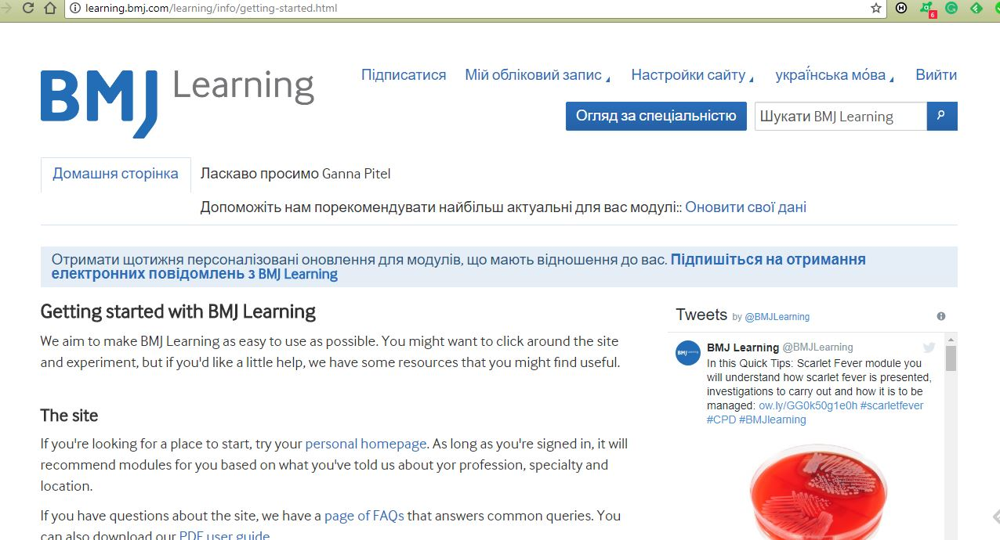 learning.bmj.com/learning/info/getting-started.html
6
BMJ Learning
Підписатися Мій обліковий запис Настройки сайту украї́нська мо́ва Вийти
Огляд за спеціальністю Шукати BMJ Learning
Домашня сторінка Ласкаво просимо Ganna Pitel
Допоможіть нам порекомендувати найбільш актуальні для вас модулі:: Оновити свої дані
Отримати щотижня персоналізовані оновлення для модулів, що мають відношення до вас. Підпишіться на отримання
електронних повідомлень з BMJ Learning
Getting started with BMJ Learning
We aim to make BMJ Learning as easy to use as possible. You might want to click around the site
and experiment, but if you'd like a little help, we have some resources that you might find useful.
The site
If you're looking for a place to start, try your personal homepage. As long as you're signed in, it will
recommend modules for you based on what you've told us about yor profession, specialty and
location.
If you have questions about the site, we have a page of FAQs that answers common queries. You
can also download our PDF user guide
Tweets by @BMJLearning
BMJ Learning @BMJLearning
In this Quick Tips: Scarlet Fever module you
will understand how scarlet fever is presented,
investigations to carry out and how it is to be
managed: ow.ly/GG0k50g1e0h #scarletfever
#CPD #BMJlearning